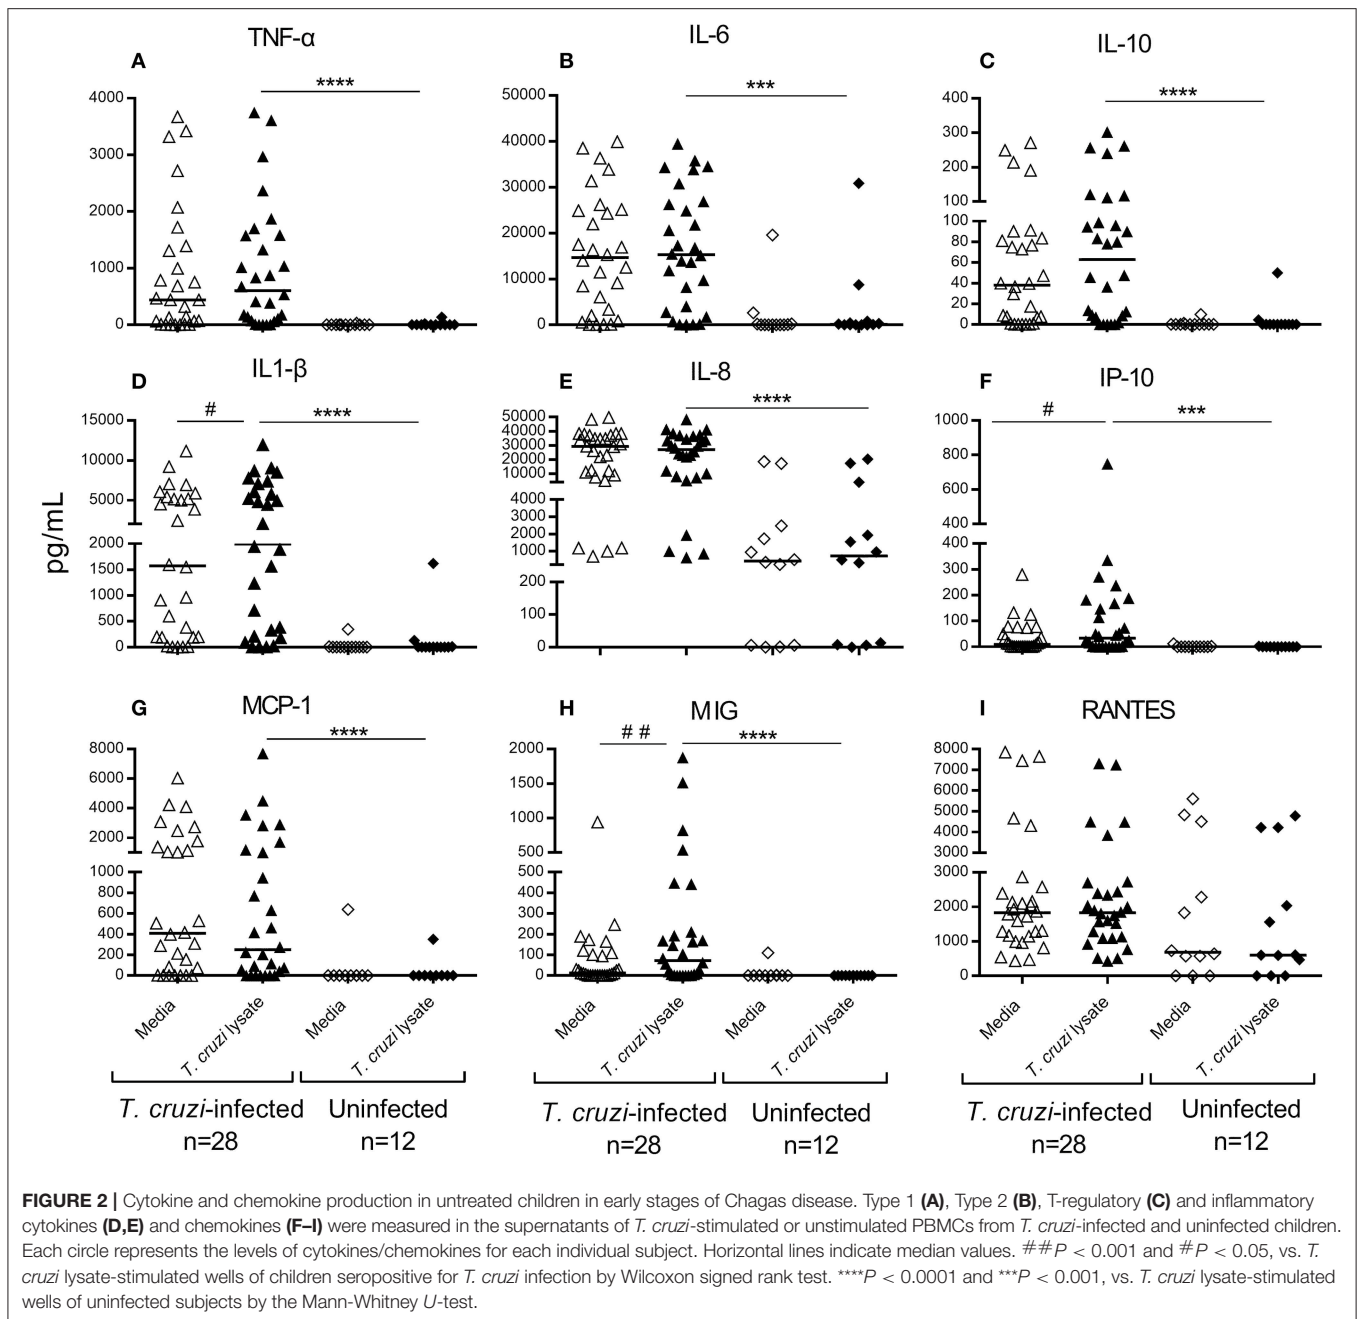 TNF-α
A
****
4000
3000
2000
1000
0
IL-6
B
***
50000
40000
30000
20000
10000
0
IL-10
C
****
400
300
200
100
100
80
60
40
20
0
pg/mL
IL1-β
D
#
****
15000
10000
5000
2000
1500
1000
500
0
IL-8
E
****
50000
40000
30000
20000
10000
4000
3000
2000
1000
200
100
0
IP-10
F
#
***
1000
800
600
400
400
300
200
100
0
MCP-1
G
****
8000
6000
4000
2000
1000
800
600
400
200
0
Media
T. cruzi lysate
Media
T. cruzi lysate
T. cruzi-infected
n=28
Uninfected
n=12
MIG
H
# #
****
2000
1500
1000
500
500
400
300
200
100
0
Media
T. cruzi lysate
Media
T. cruzi lysate
T. cruzi-infected
n=28
Uninfected
n=12
RANTES
I
8000
7000
6000
5000
4000
3000
3000
2000
1000
0
Media
T. cruzi lysate
Media
T. cruzi lysate
T. cruzi-infected
n=28
Uninfected
n=12
FIGURE 2 | Cytokine and chemokine production in untreated children in early stages of Chagas disease. Type 1 (A), Type 2 (B), T-regulatory (C) and inflammatory
cytokines (D,E) and chemokines (F–I) were measured in the supernatants of T. cruzi-stimulated or unstimulated PBMCs from T. cruzi-infected and uninfected children.
Each circle represents the levels of cytokines/chemokines for each individual subject. Horizontal lines indicate median values. ##P < 0.001 and #P < 0.05, vs. T.
cruzi lysate-stimulated wells of children seropositive for T. cruzi infection by Wilcoxon signed rank test. ****P < 0.0001 and ***P < 0.001, vs. T. cruzi lysate-stimulated
wells of uninfected subjects by the Mann-Whitney U-test.